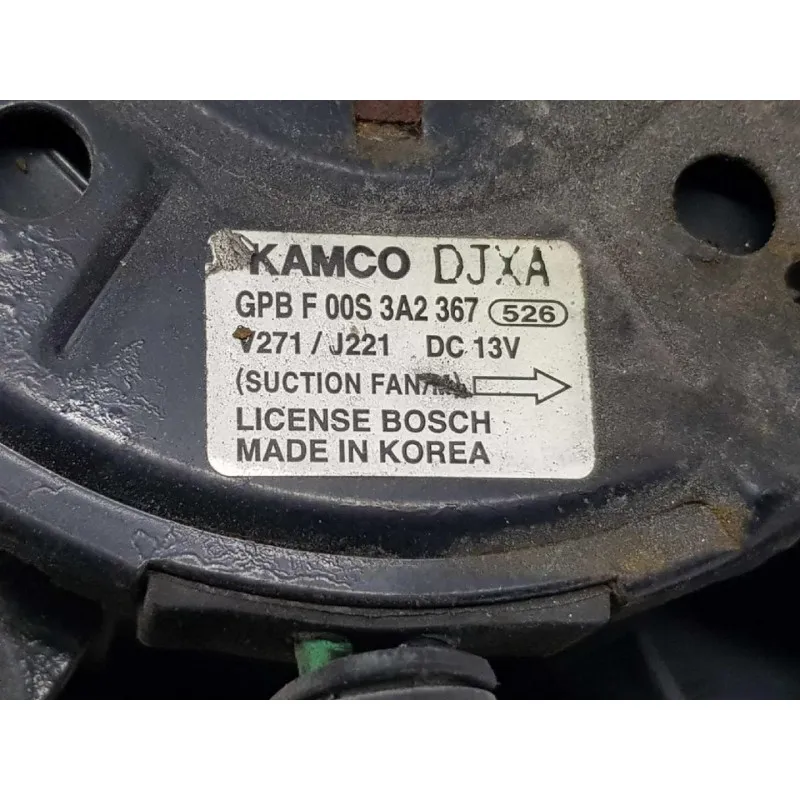 KAMCO DJXA
GPB F 00S 3A2 367 526
V271 / J221 DC 13V
(SUCTION FAN
LICENSE BOSCH
MADE IN KOREA